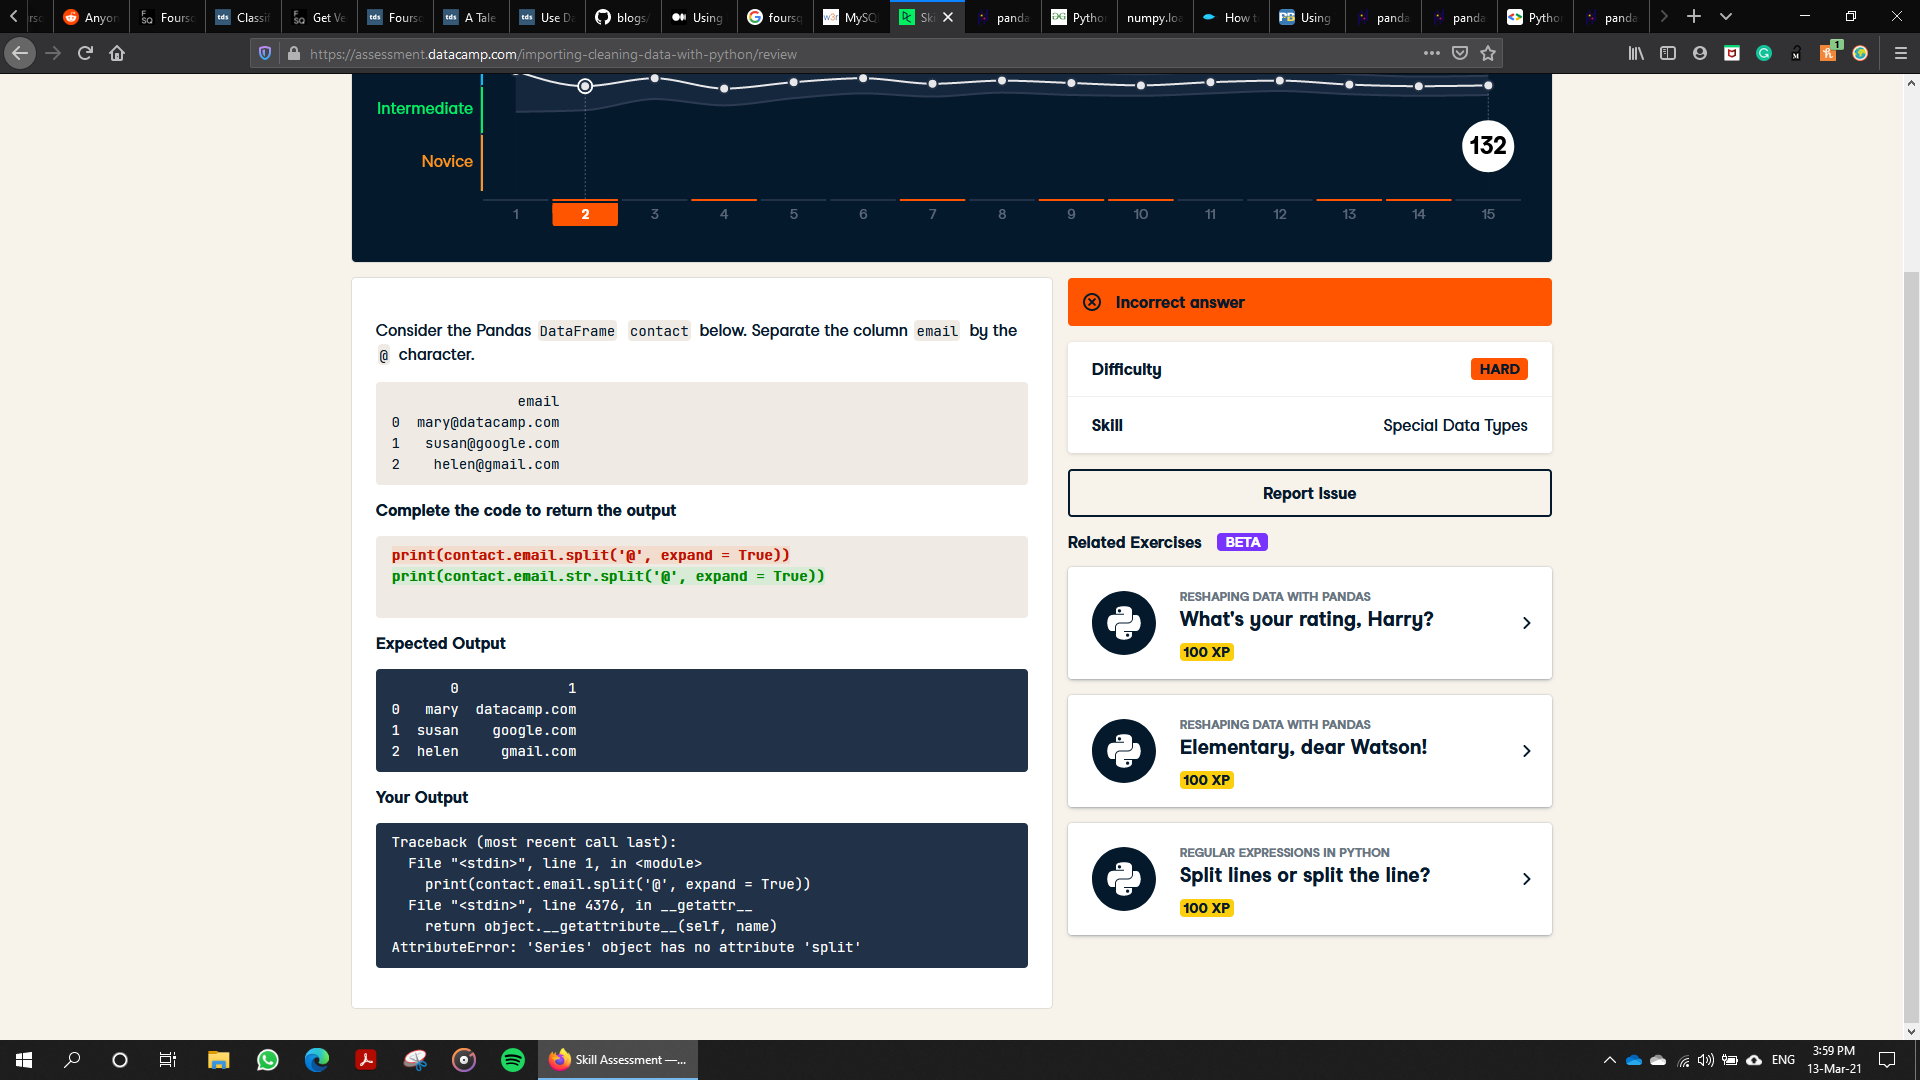 Anyon
Fours
Classif
Get Ve
Fours
A Tale
Use Da
blogs/
Using
foursq
MySQ
Ski
panda
Pytho
numpy.loa
How t
Using
panda
panda
Pytho
panda
https://assessment.datacamp.com/importing-cleaning-data-with-python/review
Intermediate
Novice
132
1 2 3 4 5 6 7 8 9 10 11 12 13 14 15
Consider the Pandas DataFrame contact below. Separate the column email by the
@ character.
email
0 mary@datacamp.com
1 susan@google.com
2 helen@gmail.com
Complete the code to return the output
print(contact.email.split('@', expand = True))
print(contact.email.str.split('@', expand = True))
Expected Output
0 1
0 mary datacamp.com
1 susan google.com
2 helen gmail.com
Your Output
Traceback (most recent call last):
File "<stdin>", line 1, in <module>
print(contact.email.split('@', expand = True))
File "<stdin>", line 4376, in __getattr__
return object.__getattribute__(self, name)
AttributeError: 'Series' object has no attribute 'split'
Incorrect answer
Difficulty HARD
Skill Special Data Types
Report Issue
Related Exercises BETA
RESHAPING DATA WITH PANDAS
What's your rating, Harry?
100 XP
RESHAPING DATA WITH PANDAS
Elementary, dear Watson!
100 XP
REGULAR EXPRESSIONS IN PYTHON
Split lines or split the line?
100 XP
Skill Assessment —...
ENG
3:59 PM
13-Mar-21